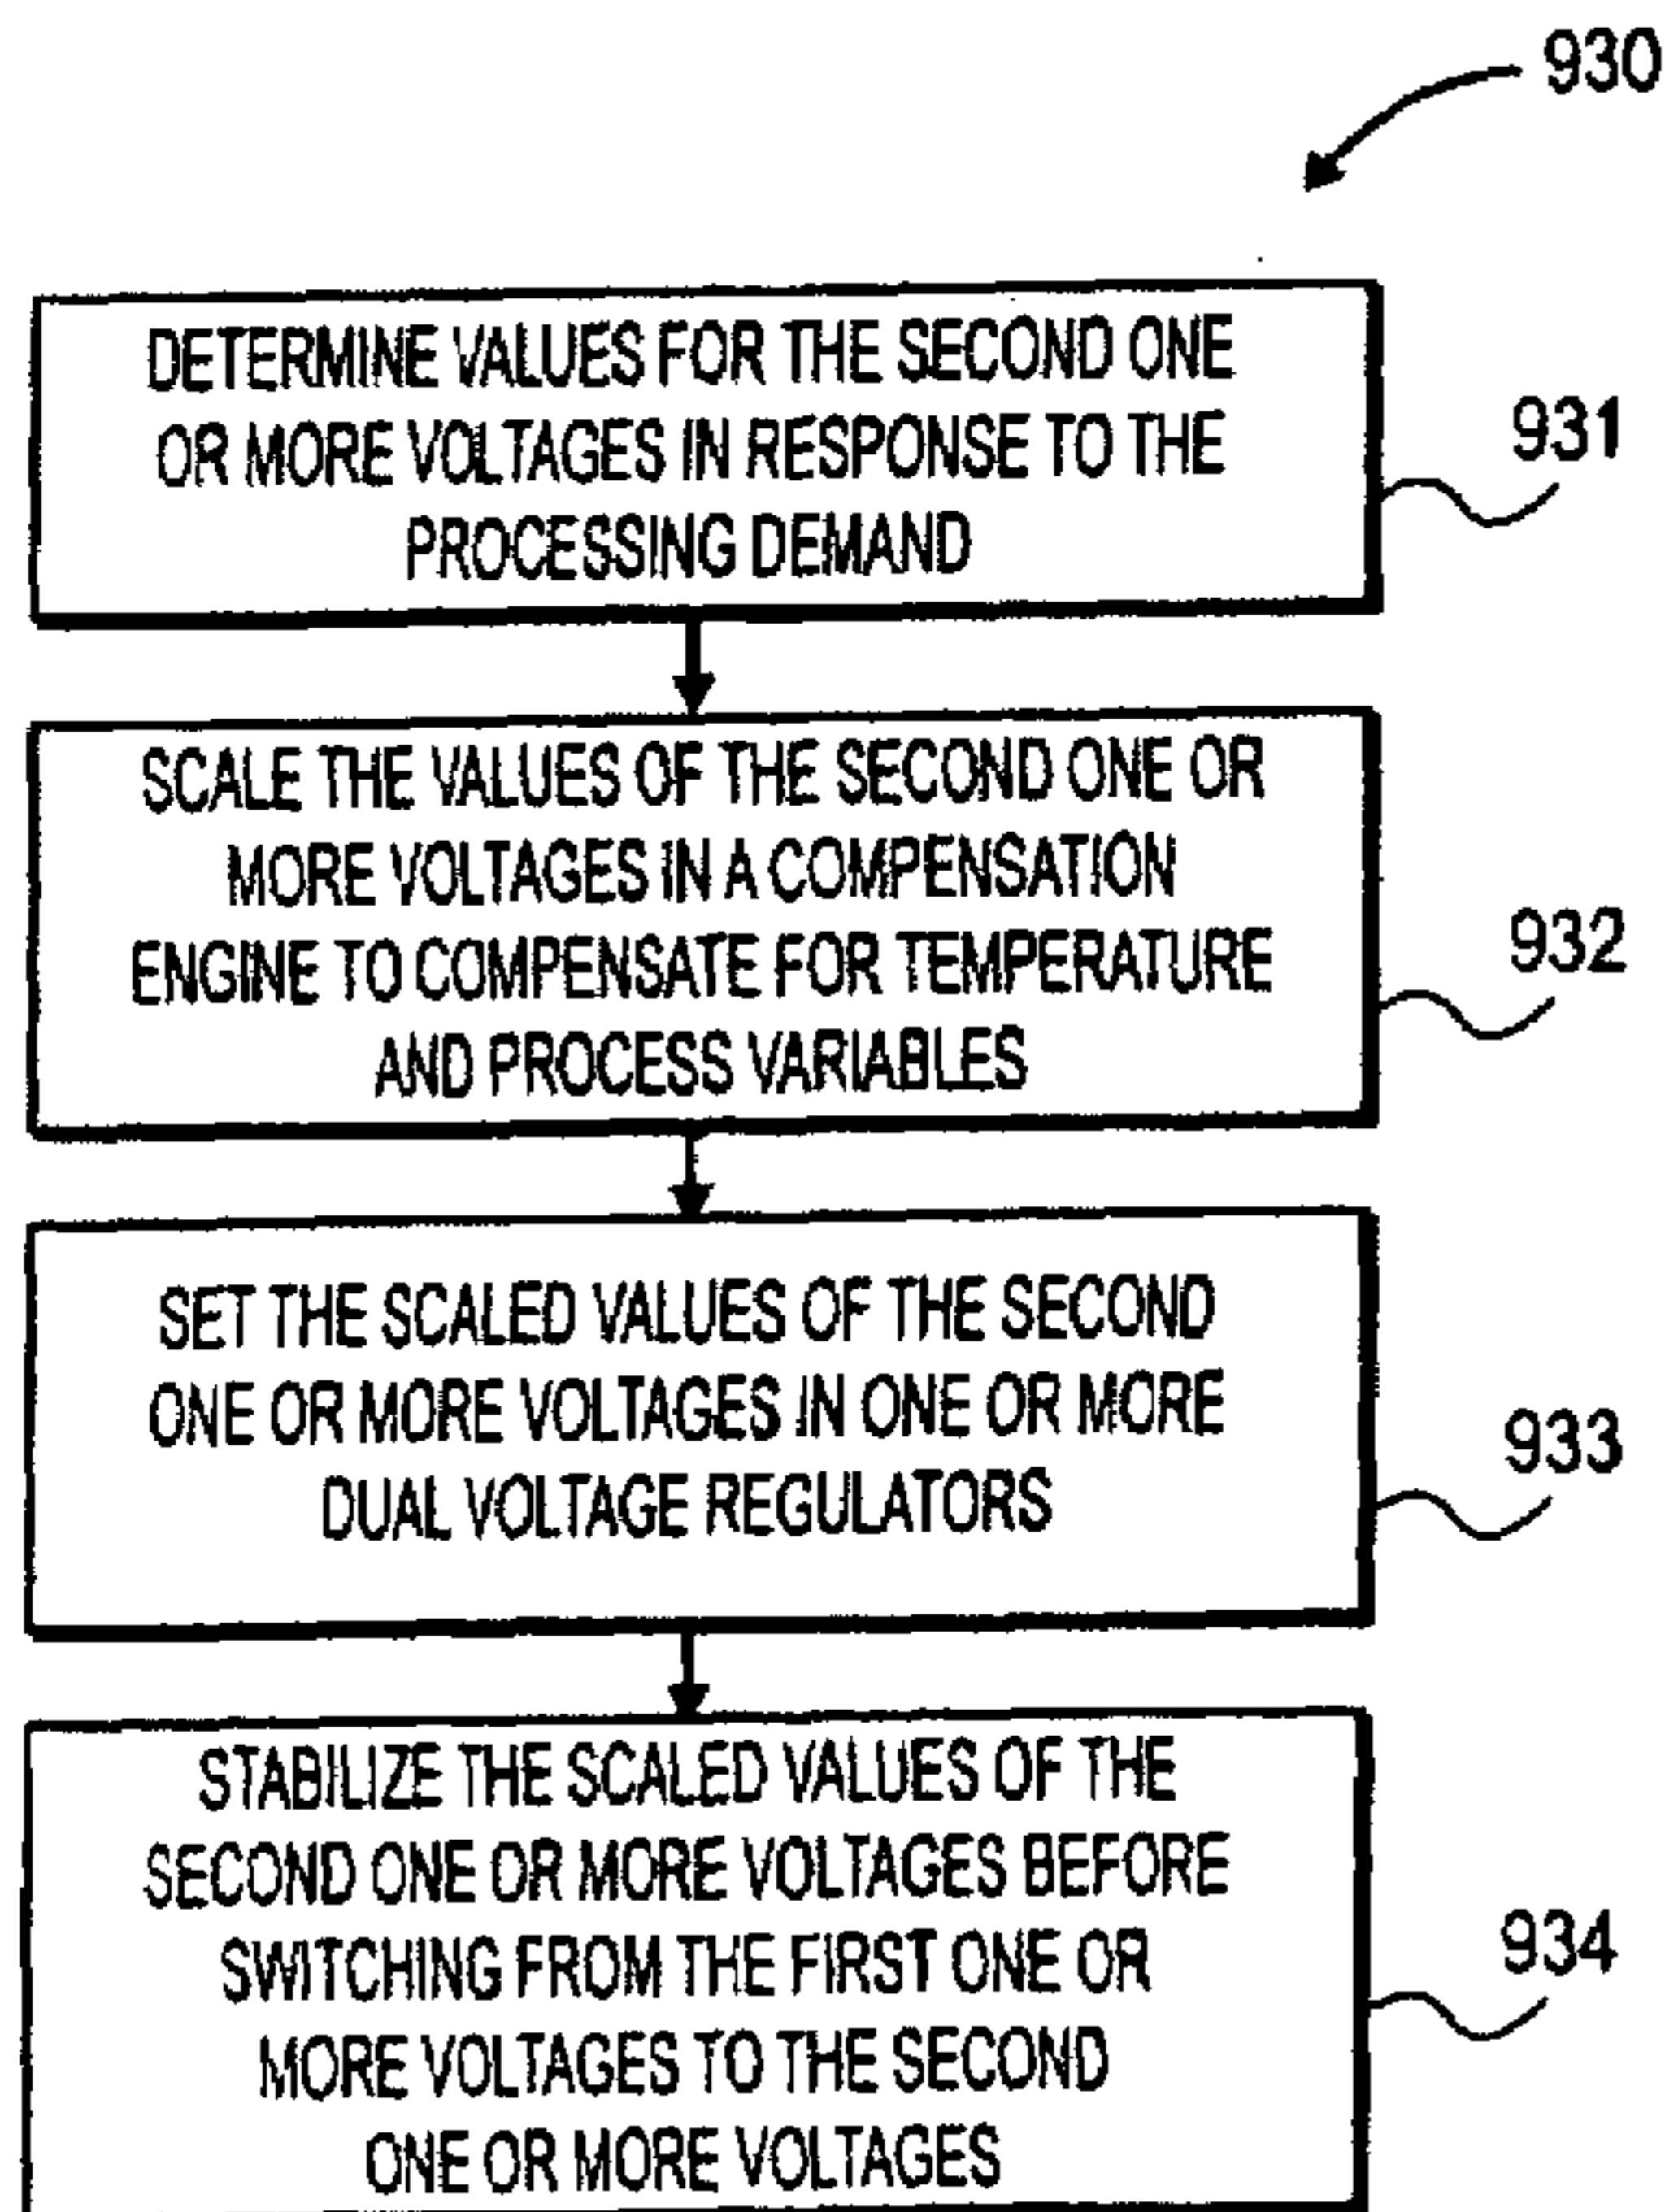 930
DETERMINE VALUES FOR THE SECOND ONE
OR MORE VOLTAGES IN RESPONSE TO THE
PROCESSING DEMAND
931
SCALE THE VALUES OF THE SECOND ONE OR
MORE VOLTAGES IN A COMPENSATION
ENGINE TO COMPENSATE FOR TEMPERATURE
AND PROCESS VARIABLES
932
SET THE SCALED VALUES OF THE SECOND
ONE OR MORE VOLTAGES IN ONE OR MORE
DUAL VOLTAGE REGULATORS
933
STABILIZE THE SCALED VALUES OF THE
SECOND ONE OR MORE VOLTAGES BEFORE
SWITCHING FROM THE FIRST ONE OR
MORE VOLTAGES TO THE SECOND
ONE OR MORE VOLTAGES
934